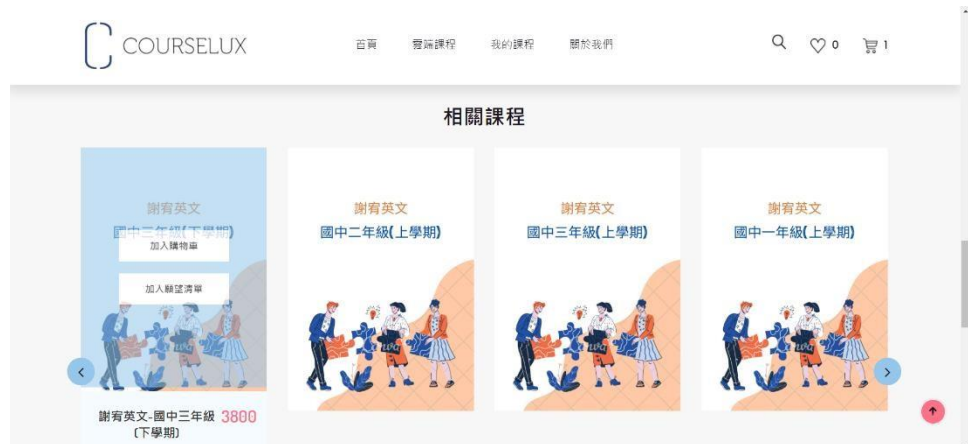 COURSELUX
首頁 雲端課程 我的課程 關於我們
0 1
相關課程
謝宥英文
國中三年級(下學期)
加入購物車
加入願望清單
謝宥英文-國中三年級 3800
(下學期)
謝宥英文
國中二年級(上學期)
謝宥英文
國中三年級(上學期)
謝宥英文
國中一年級(上學期)